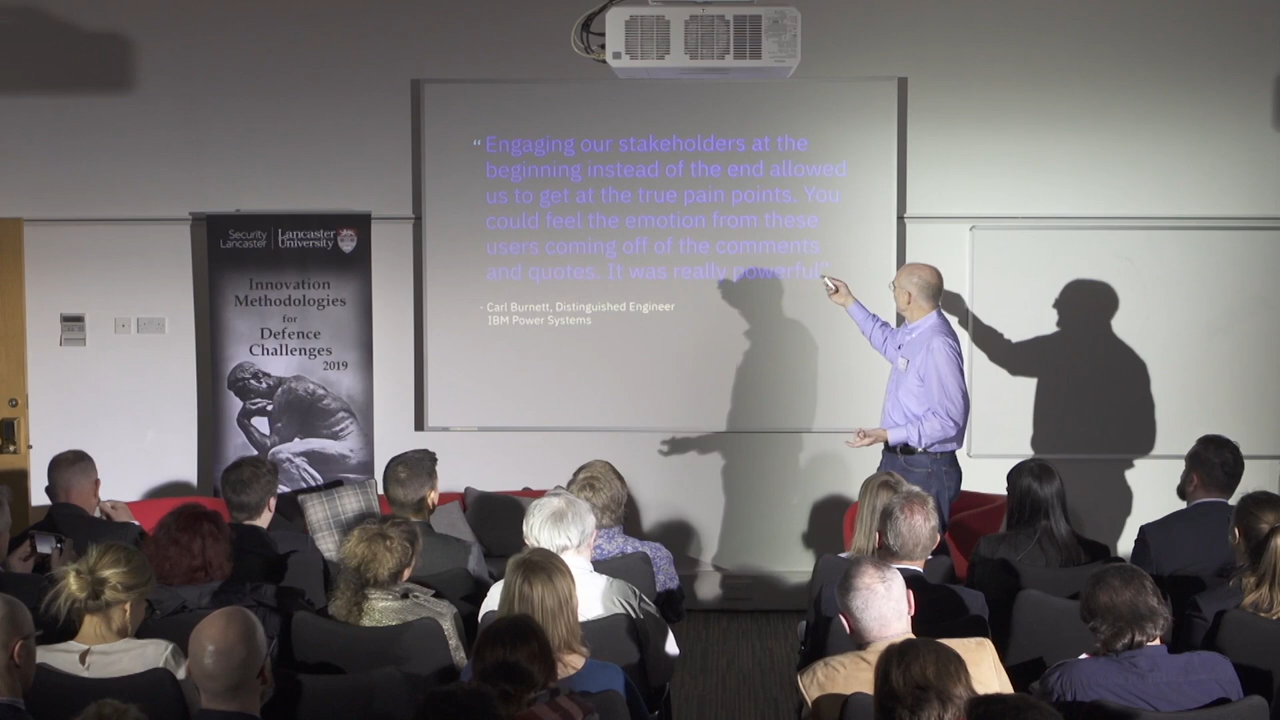 “ Engaging our stakeholders at the
beginning instead of the end allowed
us to get at the true pain points. You
could feel the emotion from these
users coming off of the comments
and quotes. It was really powerful”
- Carl Burnett, Distinguished Engineer
IBM Power Systems
Security
Lancaster
Lancaster
University
Innovation
Methodologies
for
Defence
Challenges
2019